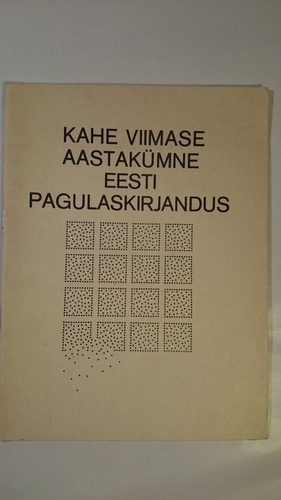 KAHE VIIMASE
AASTAKÜMNE
EESTI
PAGULASKIRJANDUS